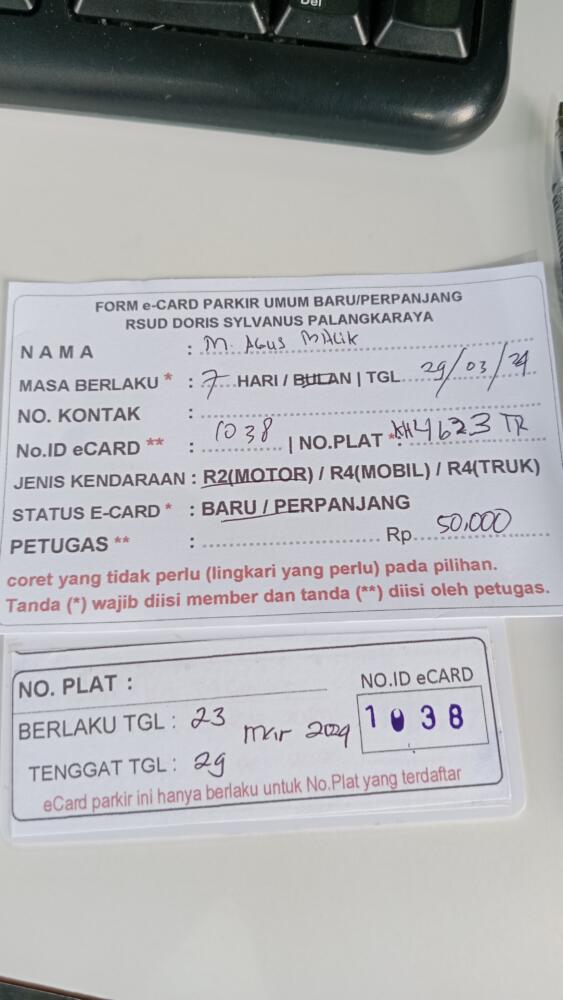 Del
FORM e-CARD PARKIR UMUM BARU/PERPANJANG
RSUD DORIS SYLVANUS PALANGKARAYA
NAMA : M. Agus MALIK
MASA BERLAKU * : 7 HARI / BULAN | TGL 29/03/24
NO. KONTAK :
No.ID eCARD ** : 1038 | NO.PLAT * : KH 4623 TR
JENIS KENDARAAN : R2(MOTOR) / R4(MOBIL) / R4(TRUK)
STATUS E-CARD * : BARU / PERPANJANG
PETUGAS ** : Rp 50.000
coret yang tidak perlu (lingkari yang perlu) pada pilihan.
Tanda (*) wajib diisi member dan tanda (**) diisi oleh petugas.
NO. PLAT :
NO.ID eCARD
BERLAKU TGL : 23 Mar 2024
1038
TENGGAT TGL : 29
eCard parkir ini hanya berlaku untuk No.Plat yang terdaftar